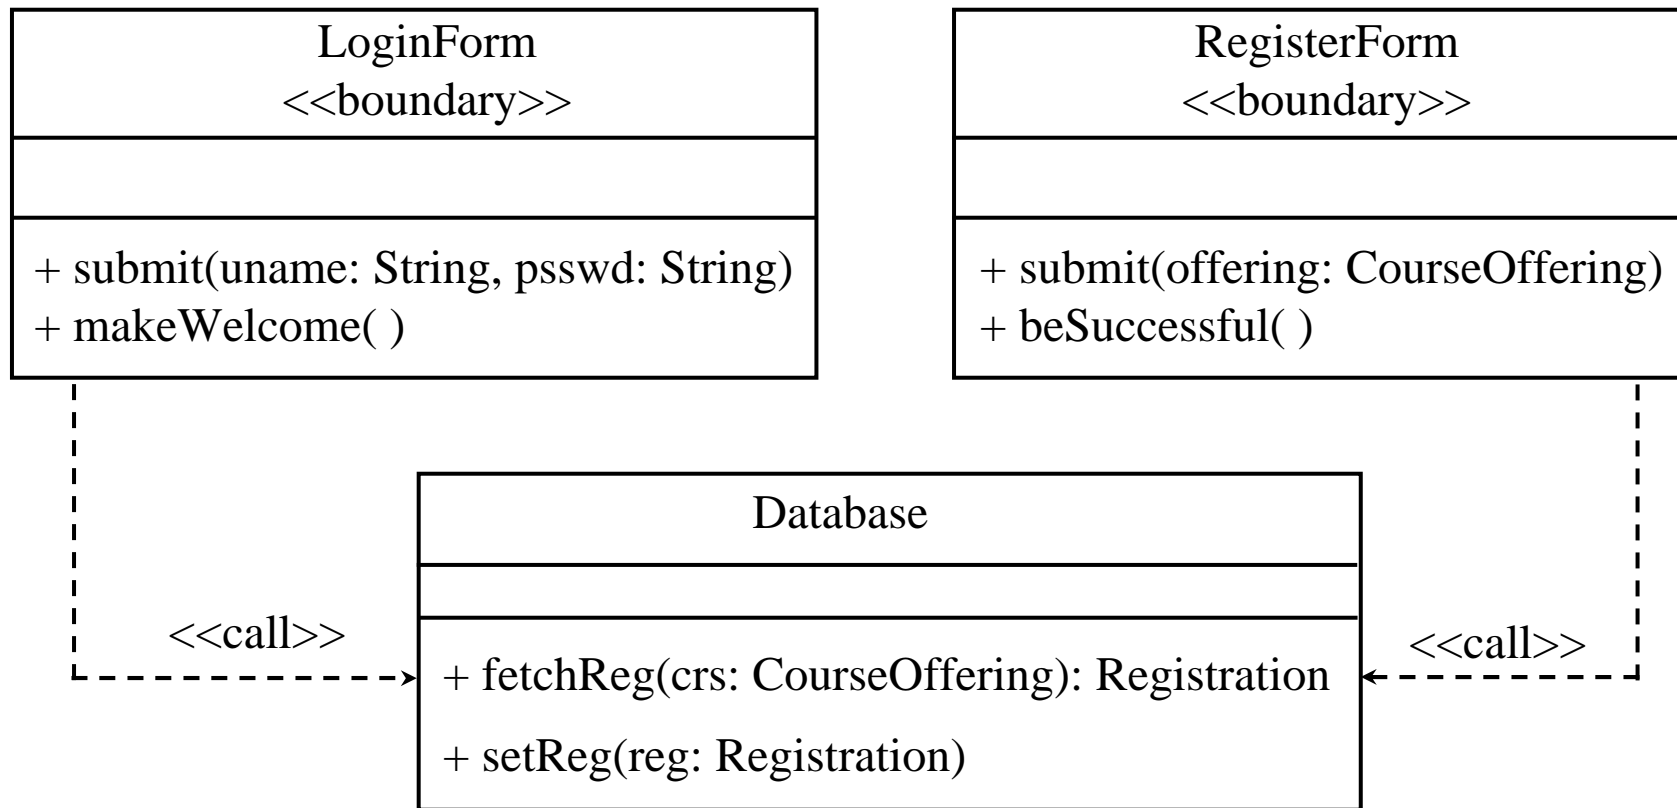 LoginForm
<<boundary>>
+ submit(uname: String, psswd: String)
+ makeWelcome( )
RegisterForm
<<boundary>>
+ submit(offering: CourseOffering)
+ beSuccessful( )
<<call>>
Database
+ fetchReg(crs: CourseOffering): Registration
+ setReg(reg: Registration)
<<call>>